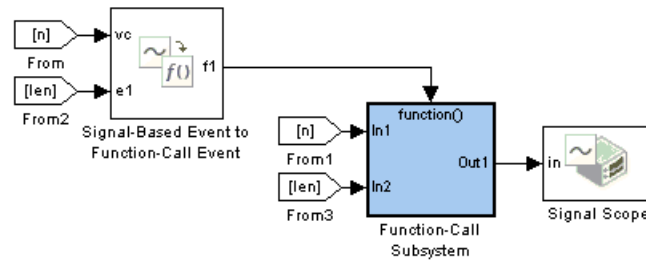 [n]
vc
From
f()
f1
[len]
e1
From2
Signal-Based Event to
Function-Call Event
function()
[n]
In1
From1
Out1
in
[len]
In2
From3
Signal Scope
Function-Call
Subsystem